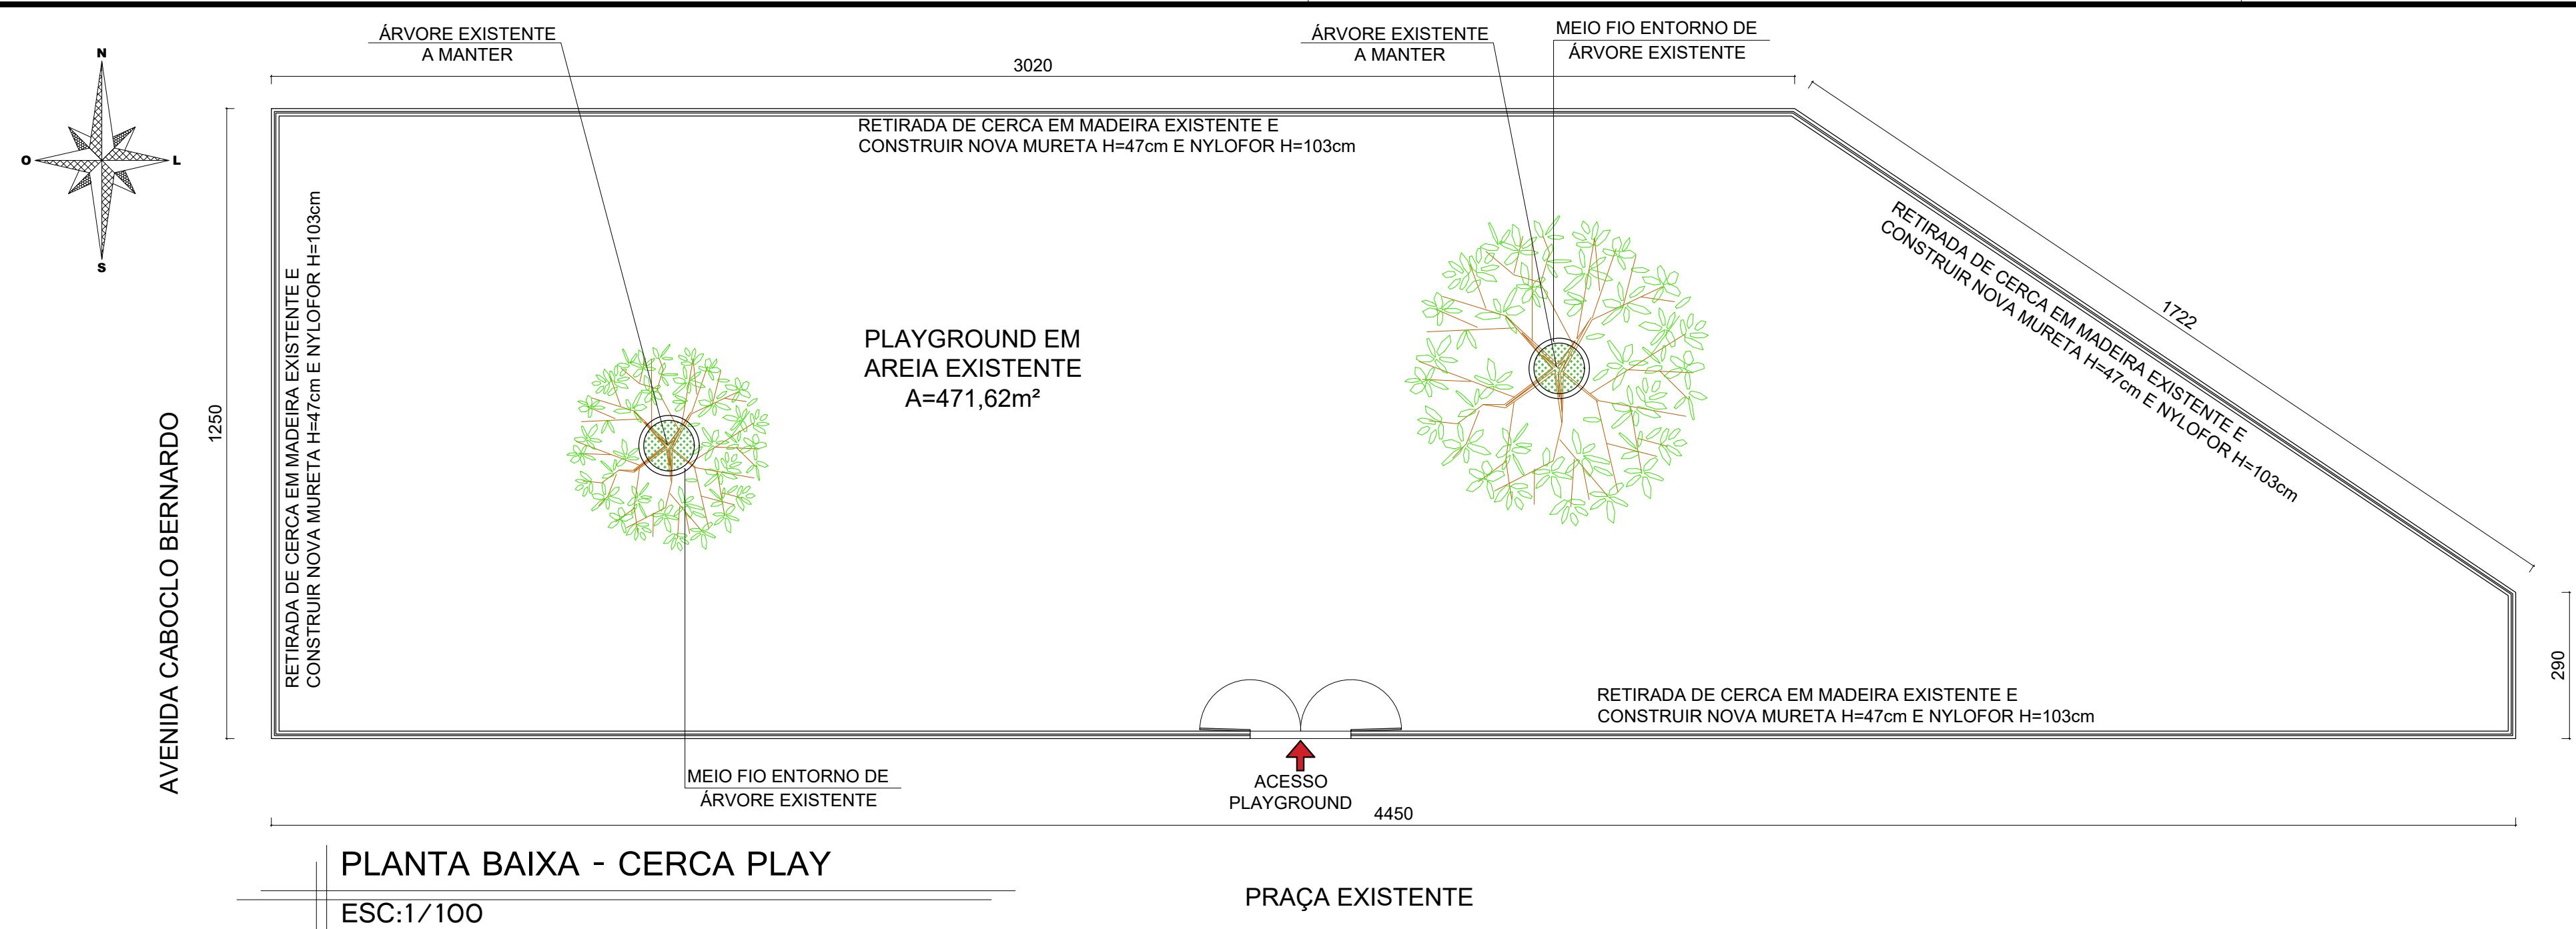 ÁRVORE EXISTENTE
A MANTER
ÁRVORE EXISTENTE
A MANTER
MEIO FIO ENTORNO DE
ÁRVORE EXISTENTE
N
O
L
S
3020
RETIRADA DE CERCA EM MADEIRA EXISTENTE E
CONSTRUIR NOVA MURETA H=47cm E NYLOFOR H=103cm
RETIRADA DE CERCA EM MADEIRA EXISTENTE E
CONSTRUIR NOVA MURETA H=47cm E NYLOFOR H=103cm
1722
RETIRADA DE CERCA EM MADEIRA EXISTENTE E
CONSTRUIR NOVA MURETA H=47cm E NYLOFOR H=103cm
PLAYGROUND EM
AREIA EXISTENTE
A=471,62m²
1250
AVENIDA CABOCLO BERNARDO
290
RETIRADA DE CERCA EM MADEIRA EXISTENTE E
CONSTRUIR NOVA MURETA H=47cm E NYLOFOR H=103cm
MEIO FIO ENTORNO DE
ÁRVORE EXISTENTE
ACESSO
PLAYGROUND
4450
PLANTA BAIXA - CERCA PLAY
ESC:1/100
PRAÇA EXISTENTE